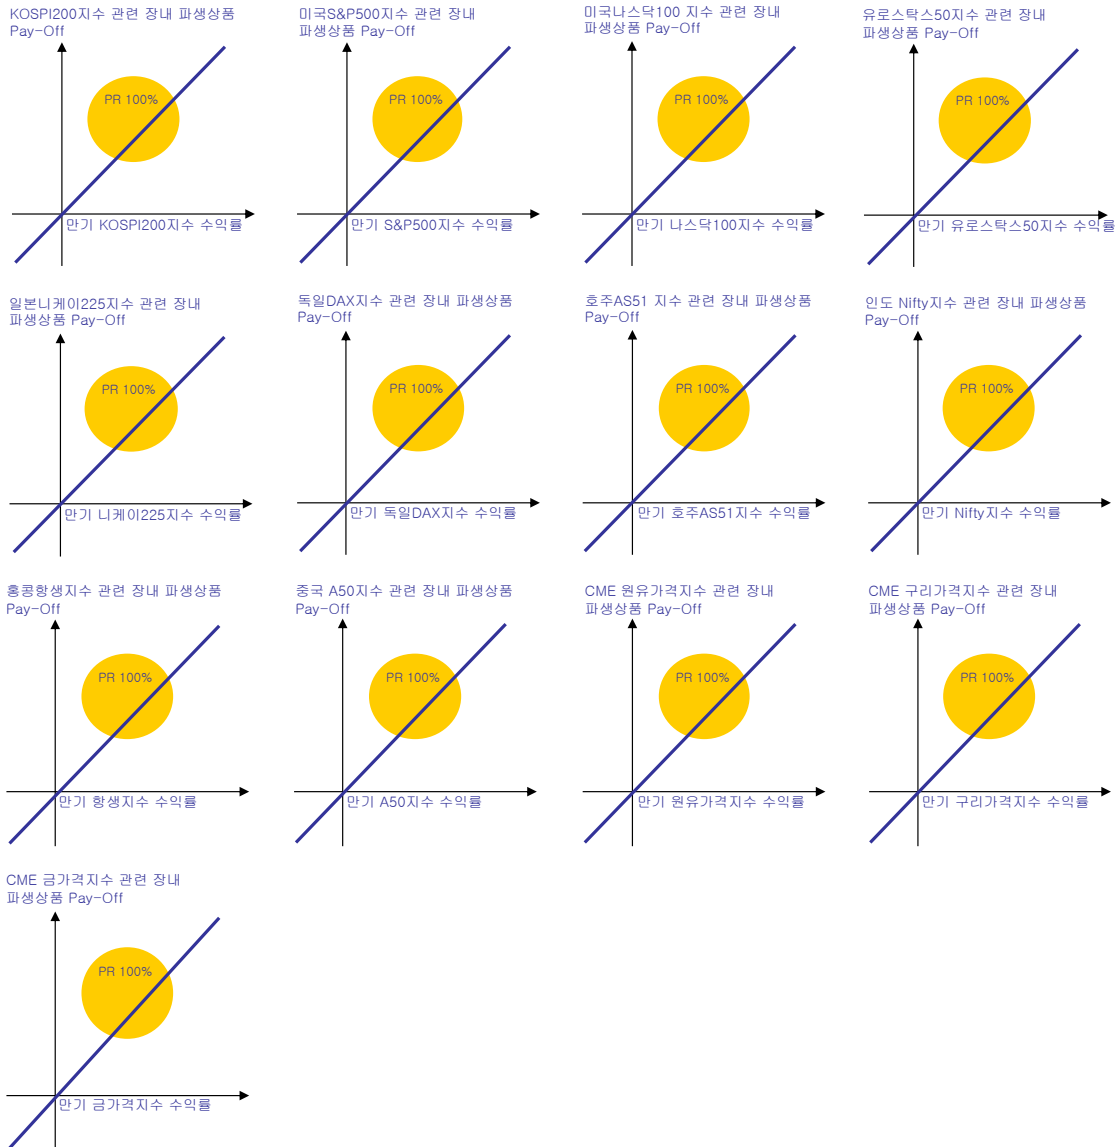 KOSPI200지수 관련 장내 파생상품
Pay-Off
PR 100%
만기 KOSPI200지수 수익률
미국S&P500지수 관련 장내
파생상품 Pay-Off
PR 100%
만기 S&P500지수 수익률
미국나스닥100 지수 관련 장내
파생상품 Pay-Off
PR 100%
만기 나스닥100지수 수익률
유로스탁스50지수 관련 장내
파생상품 Pay-Off
PR 100%
만기 유로스탁스50지수 수익률
일본니케이225지수 관련 장내
파생상품 Pay-Off
PR 100%
만기 니케이225지수 수익률
독일DAX지수 관련 장내 파생상품
Pay-Off
PR 100%
만기 독일DAX지수 수익률
호주AS51 지수 관련 장내 파생상품
Pay-Off
PR 100%
만기 호주AS51지수 수익률
인도 Nifty지수 관련 장내 파생상품
Pay-Off
PR 100%
만기 Nifty지수 수익률
홍콩항생지수 관련 장내 파생상품
Pay-Off
PR 100%
만기 항생지수 수익률
중국 A50지수 관련 장내 파생상품
Pay-Off
PR 100%
만기 A50지수 수익률
CME 원유가격지수 관련 장내
파생상품 Pay-Off
PR 100%
만기 원유가격지수 수익률
CME 구리가격지수 관련 장내
파생상품 Pay-Off
PR 100%
만기 구리가격지수 수익률
CME 금가격지수 관련 장내
파생상품 Pay-Off
PR 100%
만기 금가격지수 수익률